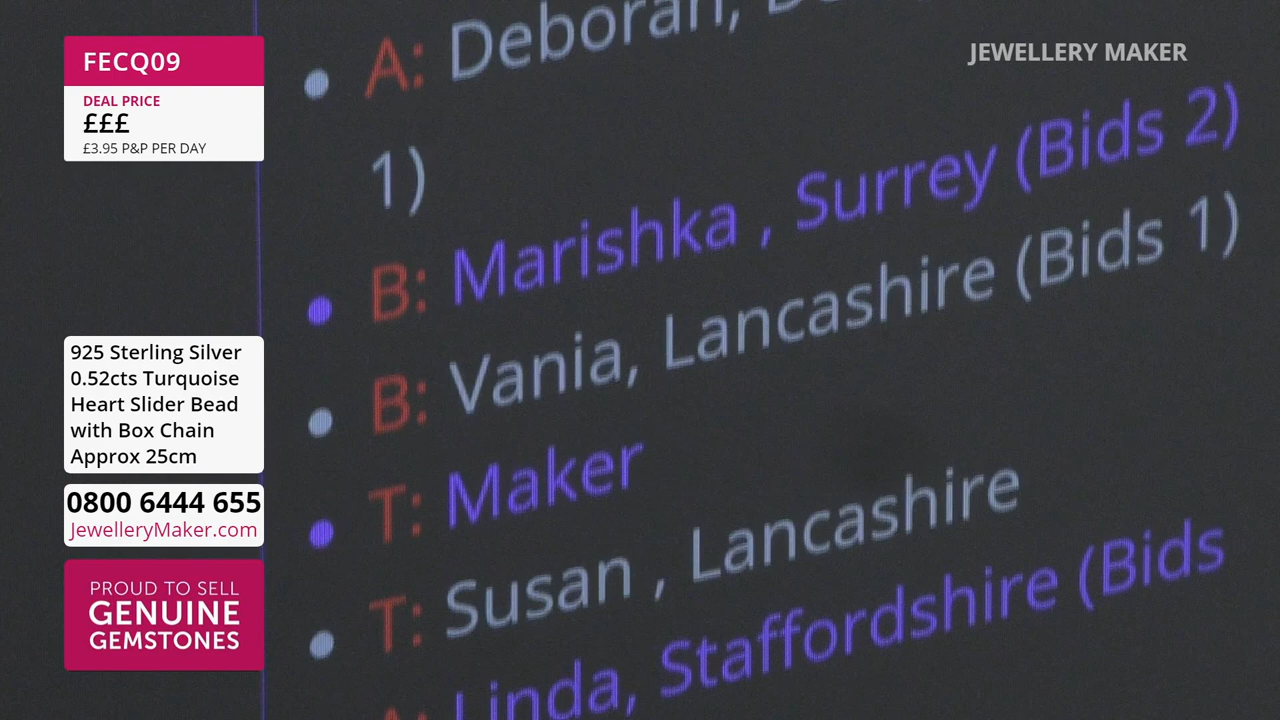 FECQ09
DEAL PRICE
£££
£3.95 P&P PER DAY
JEWELLERY MAKER
A: Deborah,
1)
B: Marishka , Surrey (Bids 2)
B: Vania, Lancashire (Bids 1)
T: Maker
T: Susan , Lancashire
A: Linda, Staffordshire (Bids
925 Sterling Silver
0.52cts Turquoise
Heart Slider Bead
with Box Chain
Approx 25cm
0800 6444 655
JewelleryMaker.com
PROUD TO SELL
GENUINE
GEMSTONES